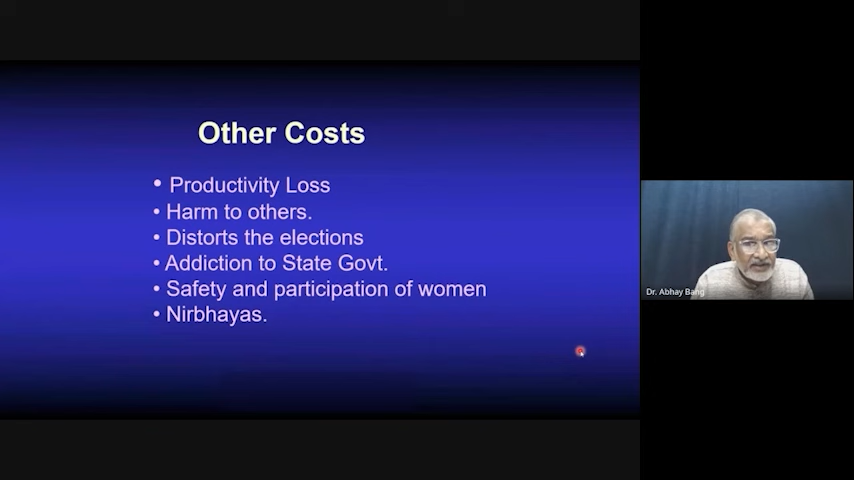 Other Costs
• Productivity Loss
• Harm to others.
• Distorts the elections
• Addiction to State Govt.
• Safety and participation of women
• Nirbhayas.
Dr. Abhay Bang